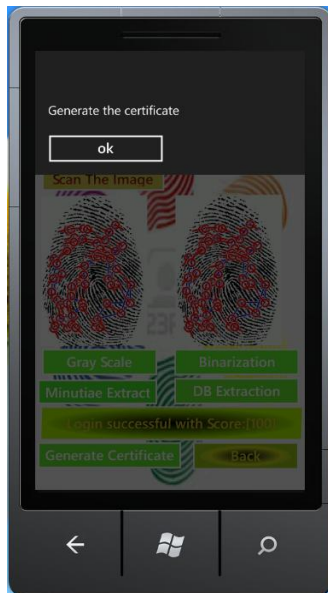 Generate the certificate
ok
Scan The Image
Gray Scale
Binarization
Minutiae Extract
DB Extraction
Login successful with Score:[100]
Generate Certificate
Back